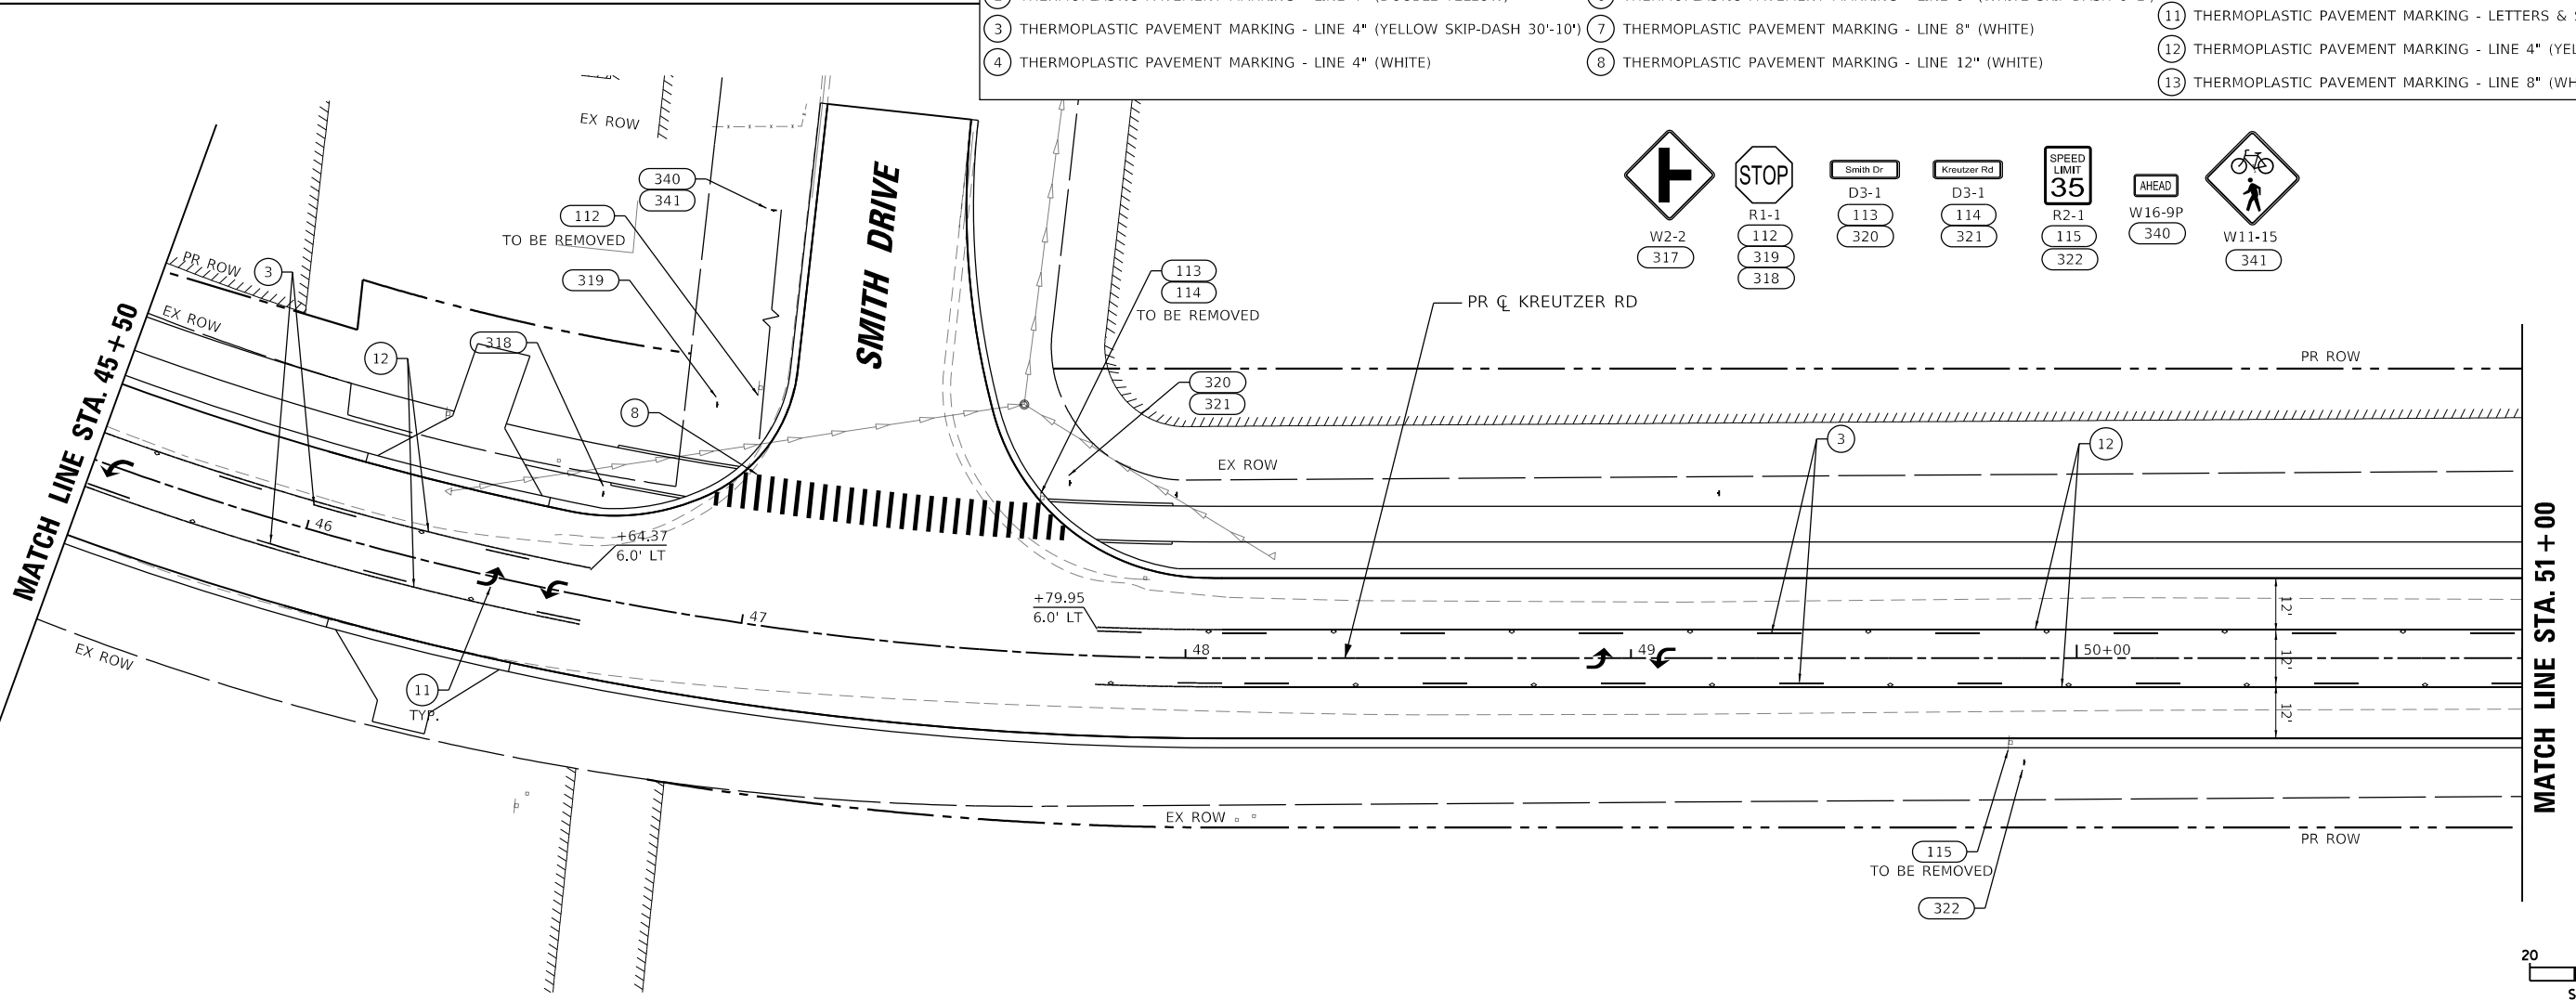 3 THERMOPLASTIC PAVEMENT MARKING - LINE 4" (YELLOW SKIP-DASH 30'-10')
4 THERMOPLASTIC PAVEMENT MARKING - LINE 4" (WHITE)
7 THERMOPLASTIC PAVEMENT MARKING - LINE 8" (WHITE)
8 THERMOPLASTIC PAVEMENT MARKING - LINE 12" (WHITE)
11 THERMOPLASTIC PAVEMENT MARKING - LETTERS &
12 THERMOPLASTIC PAVEMENT MARKING - LINE 4" (YEL
13 THERMOPLASTIC PAVEMENT MARKING - LINE 8" (WH
EX ROW
340
341
112
TO BE REMOVED
319
SMITH DRIVE
113
114
TO BE REMOVED
W2-2
317
STOP
R1-1
112
319
318
Smith Dr
D3-1
113
320
Kreutzer Rd
D3-1
114
321
SPEED
LIMIT
35
R2-1
115
322
AHEAD
W16-9P
340
W11-15
341
PR ROW
3
EX ROW
12
318
8
320
321
PR ℄ KREUTZER RD
PR ROW
3
12
EX ROW
MATCH LINE STA. 45+50
46
+64.37
6.0' LT
47
+79.95
6.0' LT
48
49
50+00
12'
12'
12'
MATCH LINE STA. 51+00
EX ROW
11
TYP.
EX ROW
PR ROW
115
TO BE REMOVED
322
20